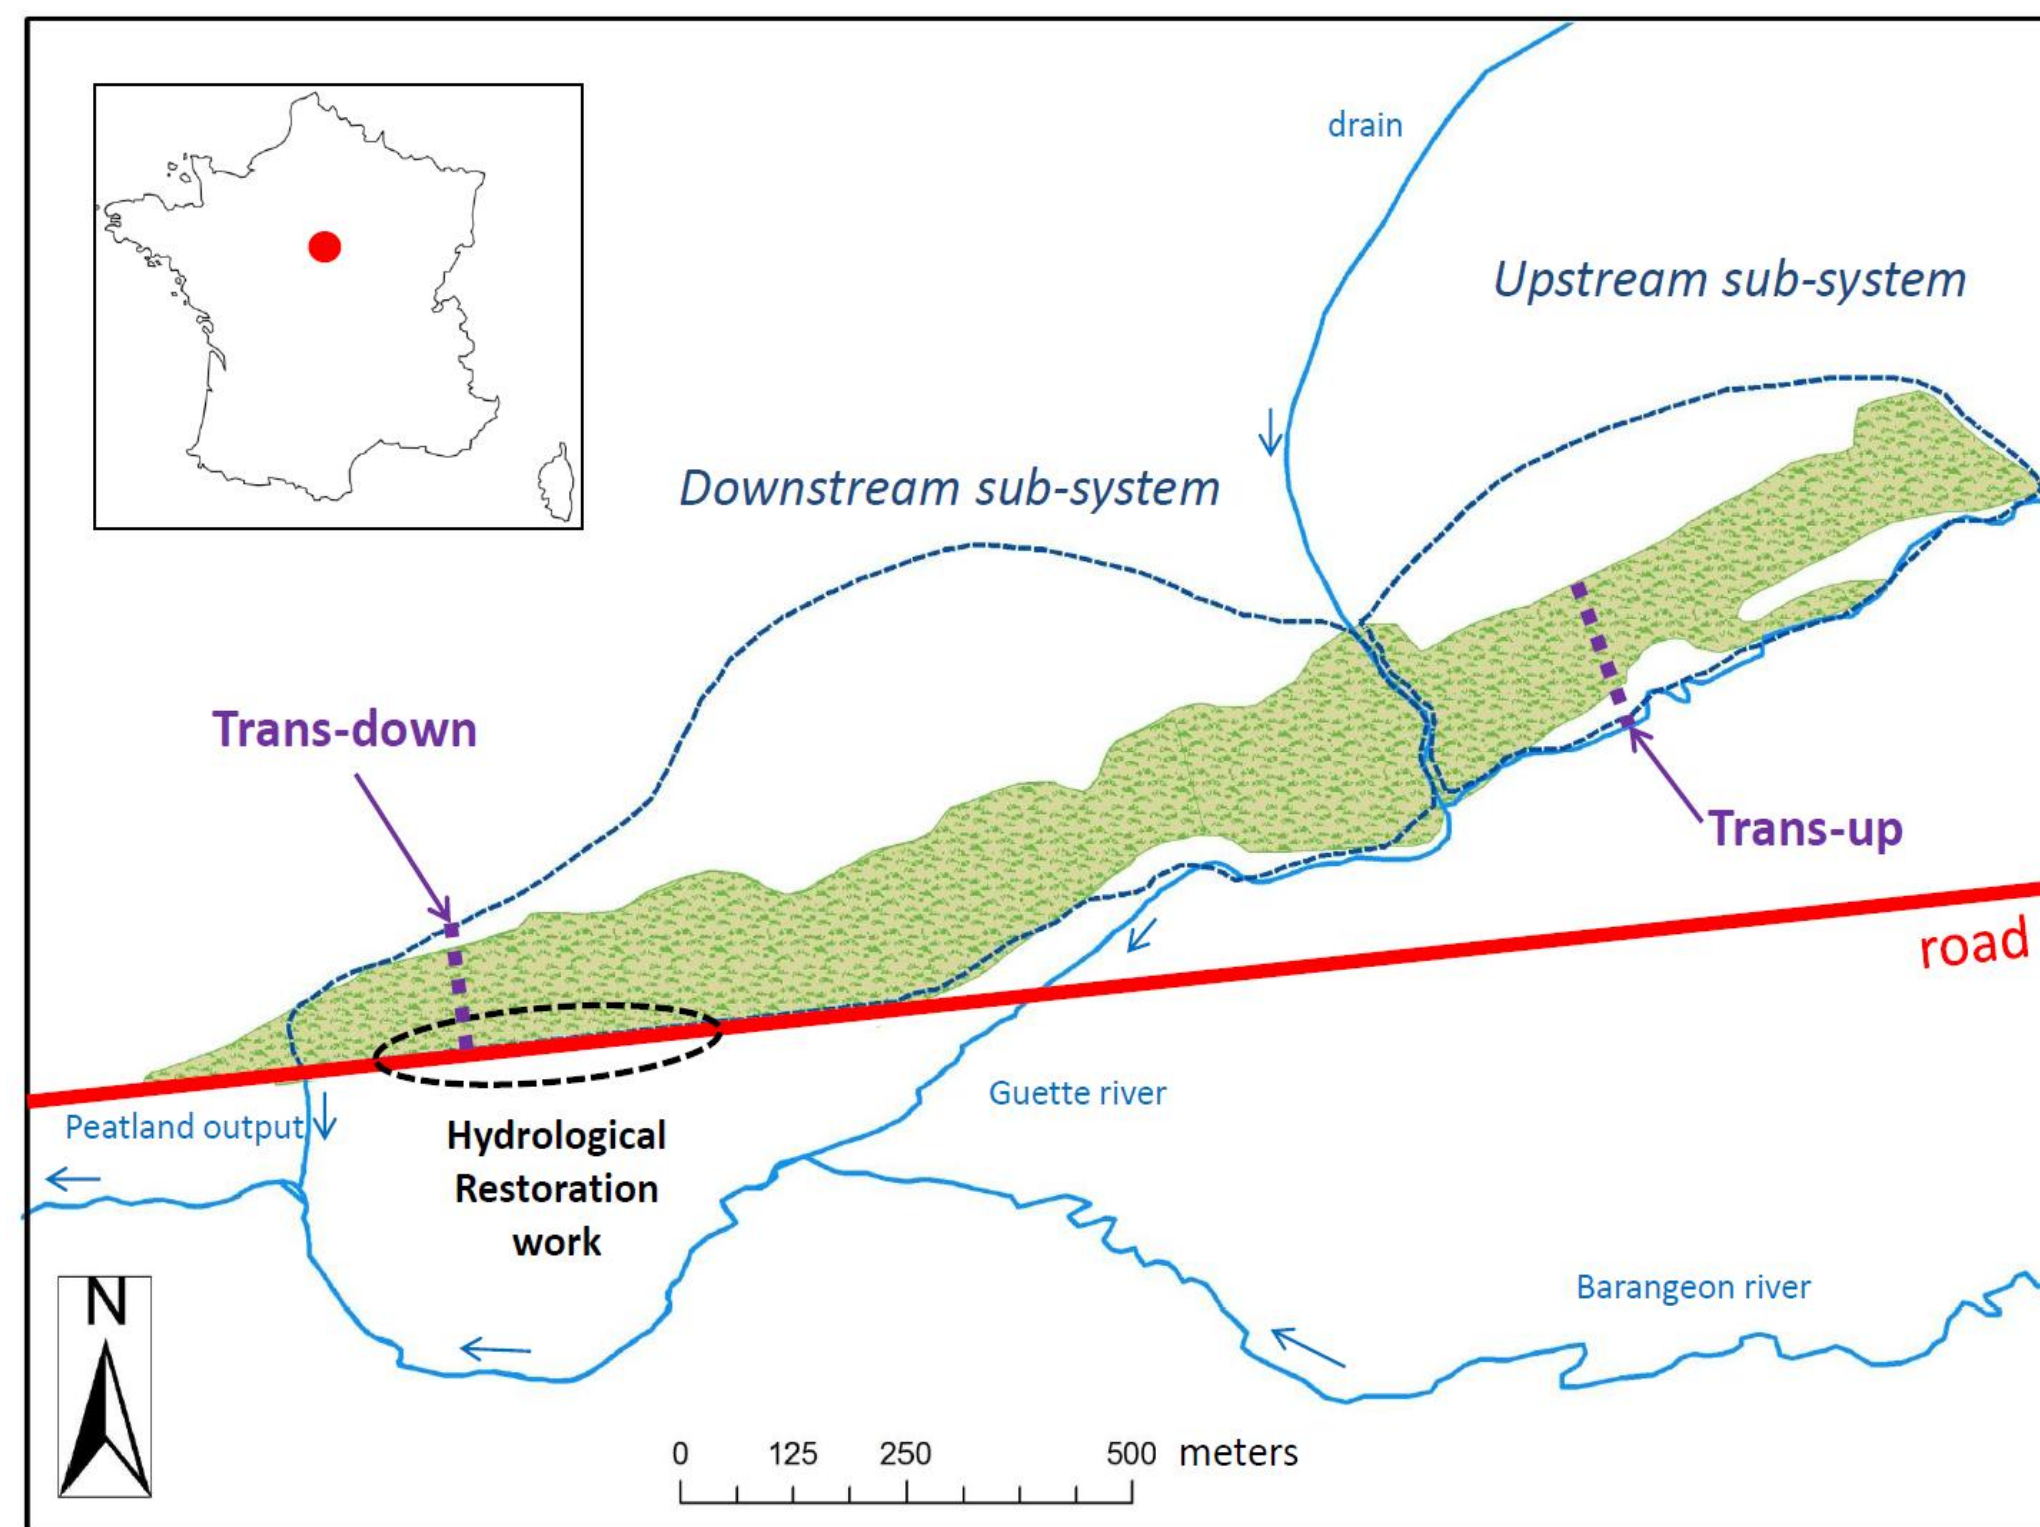 drain
Upstream sub-system
Downstream sub-system
Trans-down
Trans-up
road
Guette river
Peatland output
Hydrological
Restoration
work
Barangeon river
N
0 125 250 500 meters